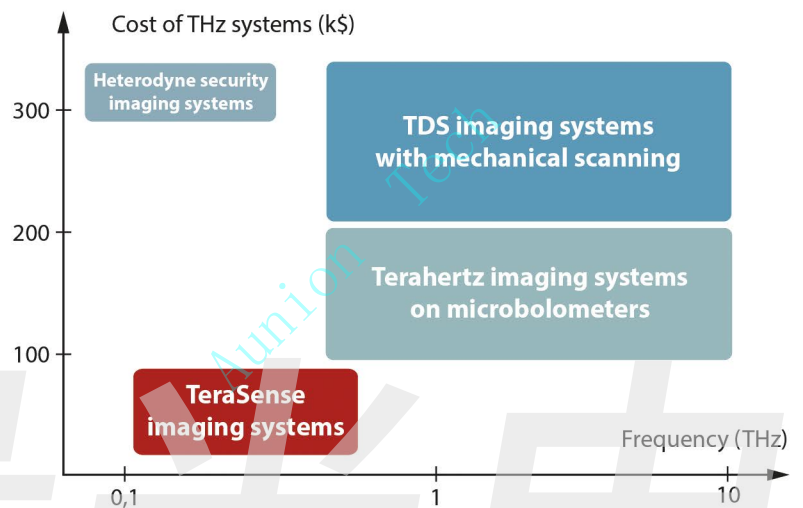 Cost of THz systems (k$)
Heterodyne security
imaging systems
300
TDS imaging systems
with mechanical scanning
200
Terahertz imaging systems
on microbolometers
100
TeraSense
imaging systems
Frequency (THz)
0,1
1
10
Aunion Tech